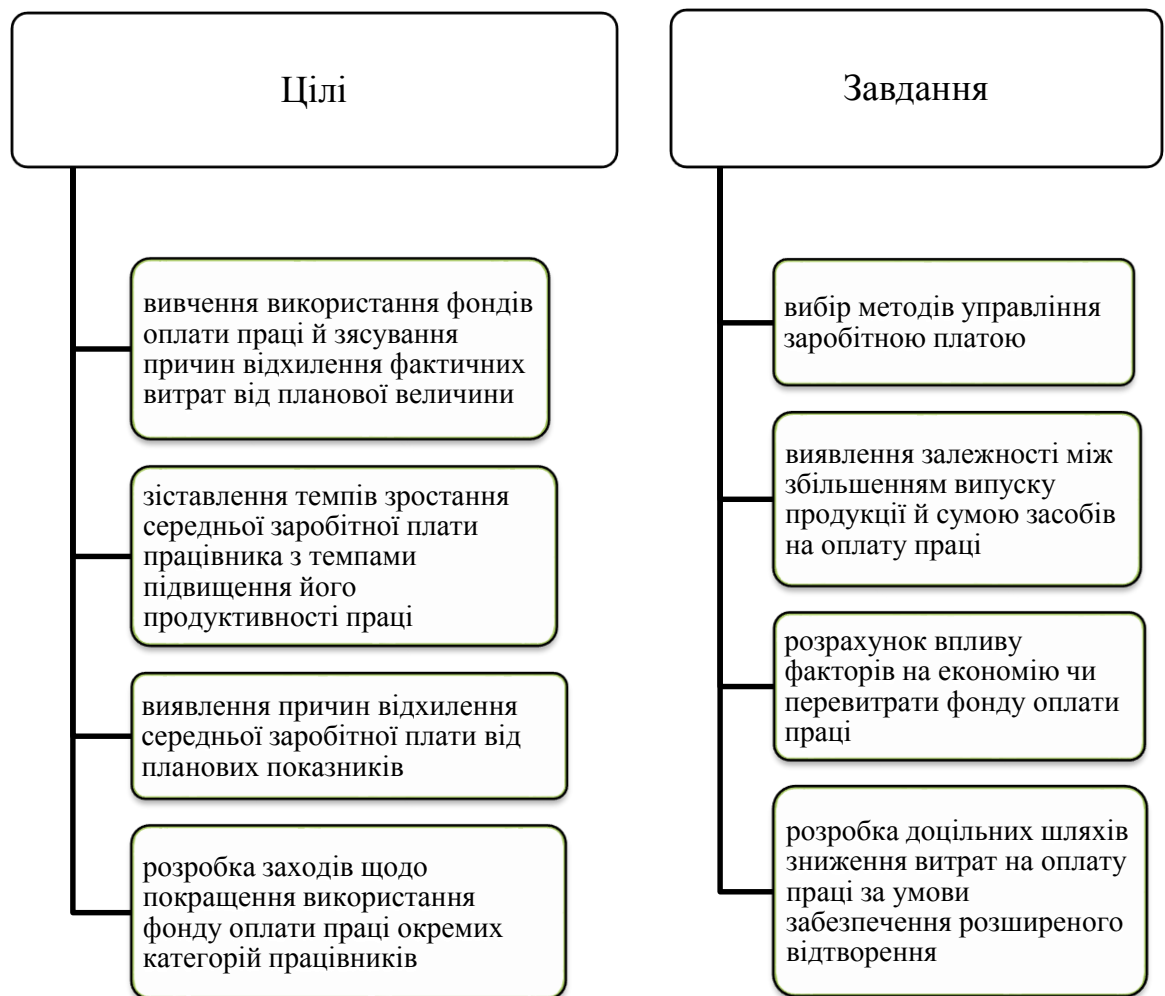 Цілі
вивчення використання фондів
оплати праці й зясування
причин відхилення фактичних
витрат від планової величини
зіставлення темпів зростання
середньої заробітної плати
працівника з темпами
підвищення його
продуктивності праці
виявлення причин відхилення
середньої заробітної плати від
планових показників
розробка заходів щодо
покращення використання
фонду оплати праці окремих
категорій працівників
Завдання
вибір методів управління
заробітною платою
виявлення залежності між
збільшенням випуску
продукції й сумою засобів
на оплату праці
розрахунок впливу
факторів на економію чи
перевитрати фонду оплати
праці
розробка доцільних шляхів
зниження витрат на оплату
праці за умови
забезпечення розширеного
відтворення